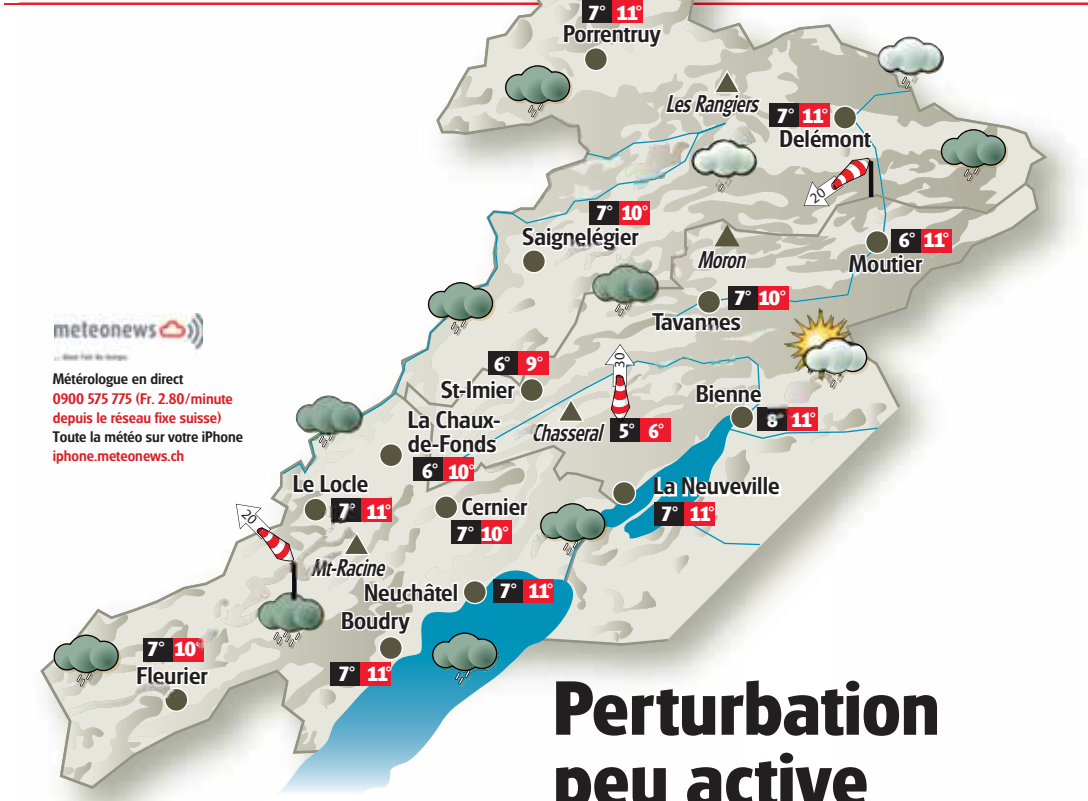 7° 11°
Porrentruy
Les Rangiers
7° 11°
Delémont
20
7° 10°
Saignelégier
Moron
6° 11°
Moutier
7° 10°
Tavannes
meteonews
Météorologue en direct
0900 575 775 (Fr. 2.80/minute
depuis le réseau fixe suisse)
Toute la météo sur votre iPhone
iphone.meteonews.ch
6° 9°
St-Imier
30
Bienne
8° 11°
La Chaux-
de-Fonds
6° 10°
Chasseral 5° 6°
Le Locle
7° 11°
Cernier
7° 10°
La Neuveville
7° 11°
20
Mt-Racine
Neuchâtel 7° 11°
Boudry
7° 11°
7° 10°
Fleurier
Perturbation
peu active